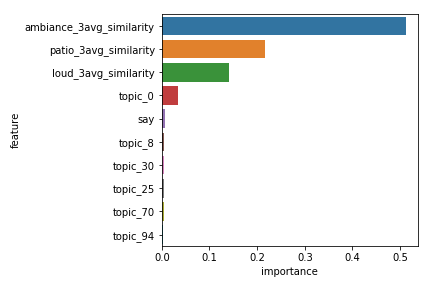 ambiance_3avg_similarity
patio_3avg_similarity
loud_3avg_similarity
topic_0
say
topic_8
topic_30
topic_25
topic_70
topic_94
feature
0.0 0.1 0.2 0.3 0.4 0.5
importance